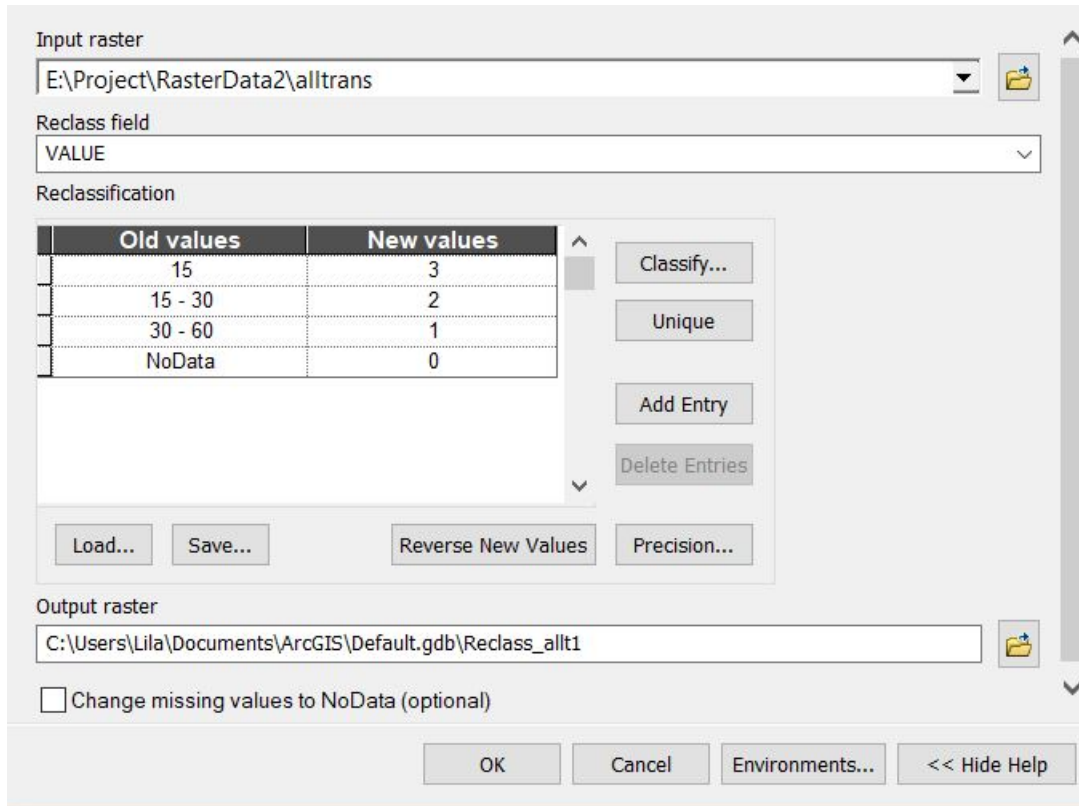 Input raster
E:\Project\RasterData2\alltrans
Reclass field
VALUE
Reclassification
Old values New values
15 3
15 - 30 2
30 - 60 1
NoData 0
Classify...
Unique
Add Entry
Delete Entries
Load... Save... Reverse New Values Precision...
Output raster
C:\Users\Lila\Documents\ArcGIS\Default.gdb\Reclass_allt1
Change missing values to NoData (optional)
OK Cancel Environments... << Hide Help